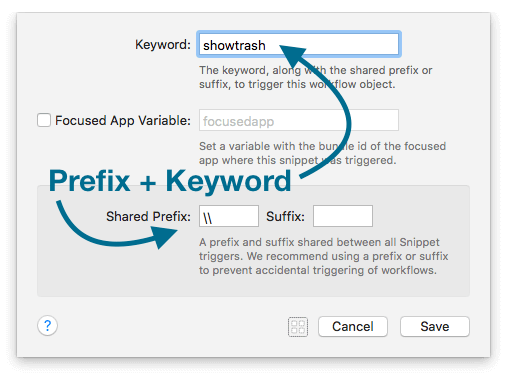 Keyword: showtrash
The keyword, along with the shared prefix or
suffix, to trigger this workflow object.
Focused App Variable: focusedapp
Set a variable with the bundle id of the focused
app where this snippet was triggered.
Prefix + Keyword
Shared Prefix: \\ Suffix:
A prefix and suffix shared between all Snippet
triggers. We recommend using a prefix or suffix
to prevent accidental triggering of workflows.
? Cancel Save